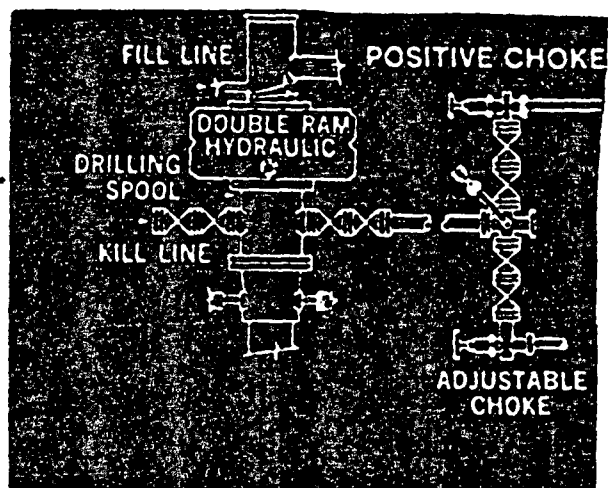 FILL LINE
POSITIVE CHOKE
DOUBLE RAM
HYDRAULIC
DRILLING
SPOOL
KILL LINE
ADJUSTABLE
CHOKE